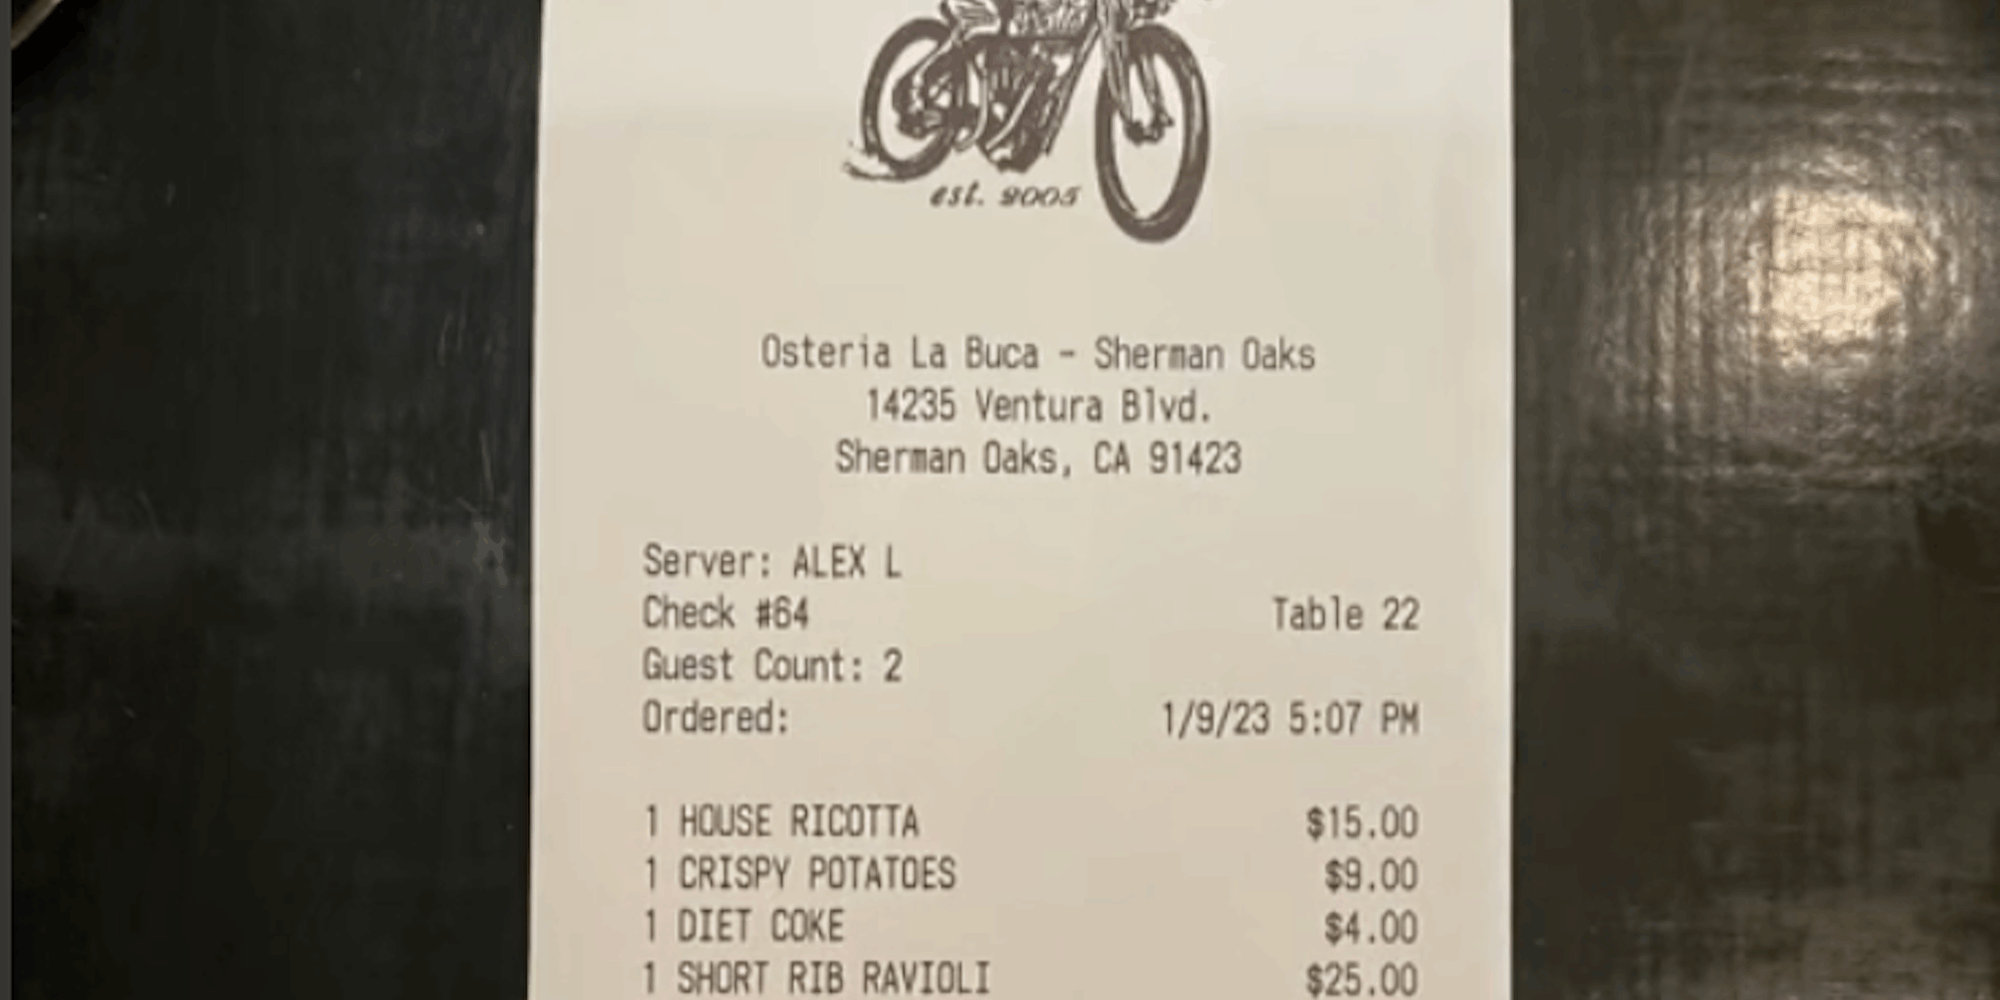 est. 2005
Osteria La Buca - Sherman Oaks
14235 Ventura Blvd.
Sherman Oaks, CA 91423
Server: ALEX L
Check #64 Table 22
Guest Count: 2
Ordered: 1/9/23 5:07 PM
1 HOUSE RICOTTA $15.00
1 CRISPY POTATOES $9.00
1 DIET COKE $4.00
1 SHORT RIB RAVIOLI $25.00